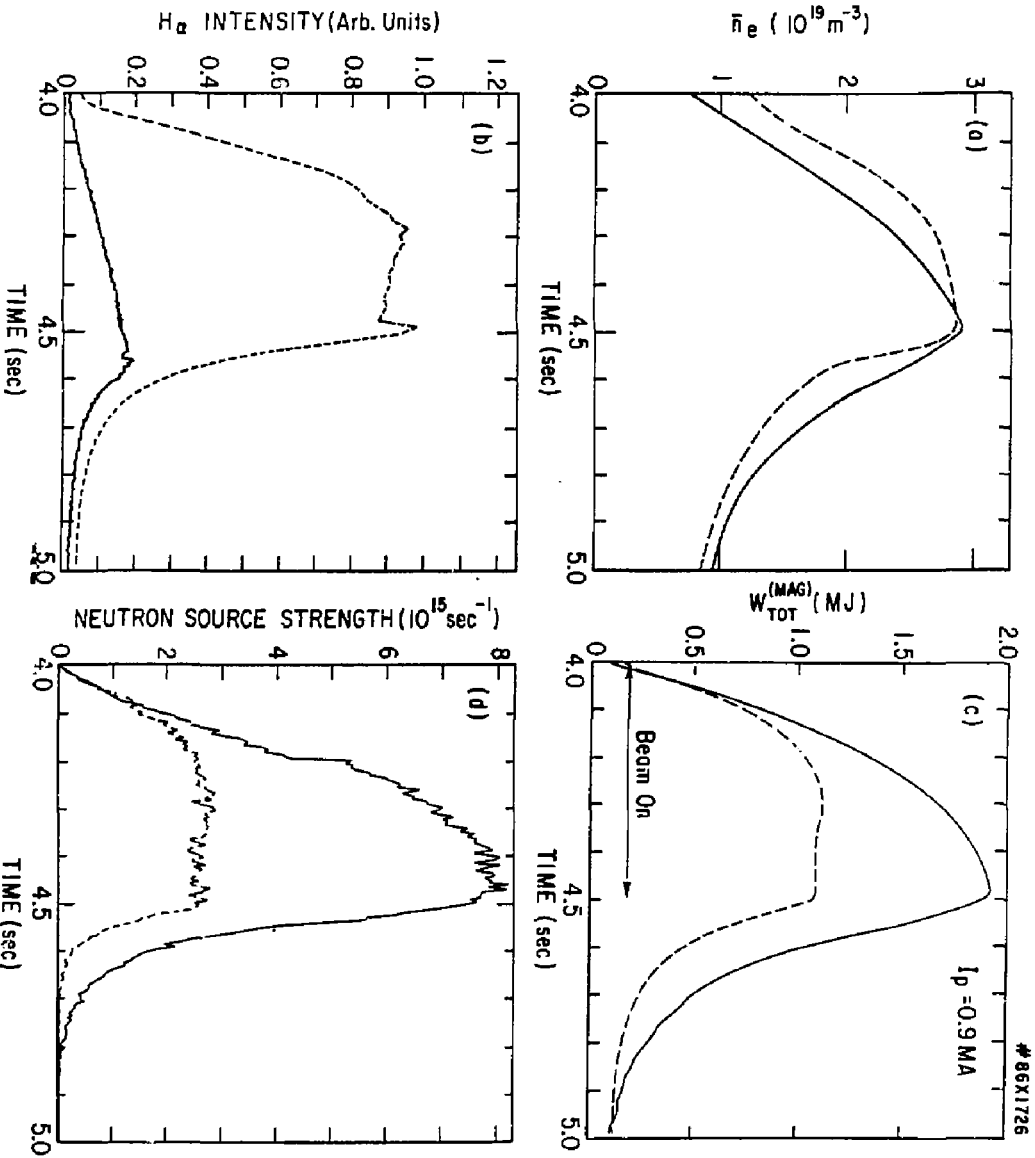 #86X1726
n̄e (10^19 m^-3)
3
2
1
0
(a)
4.0
4.5
5.0
TIME (sec)
W_TOT^(MAG) (MJ)
2.0
1.5
1.0
0.5
0
(c)
I_p = 0.9 MA
Beam On
4.0
4.5
5.0
TIME (sec)
Hα INTENSITY (Arb. Units)
1.2
1.0
0.8
0.6
0.4
0.2
0
(b)
4.0
4.5
5.0
TIME (sec)
NEUTRON SOURCE STRENGTH (10^15 sec^-1)
8
6
4
2
0
(d)
4.0
4.5
5.0
TIME (sec)